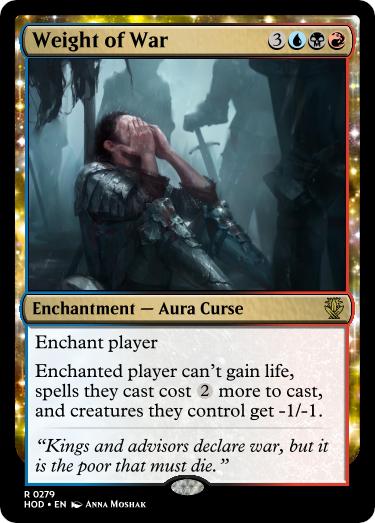 Weight of War 3
Enchantment — Aura Curse
Enchant player
Enchanted player can't gain life,
spells they cast cost 2 more to cast,
and creatures they control get -1/-1.
“Kings and advisors declare war, but it
is the poor that must die.”
R 0279
HOD • EN Anna Moshak